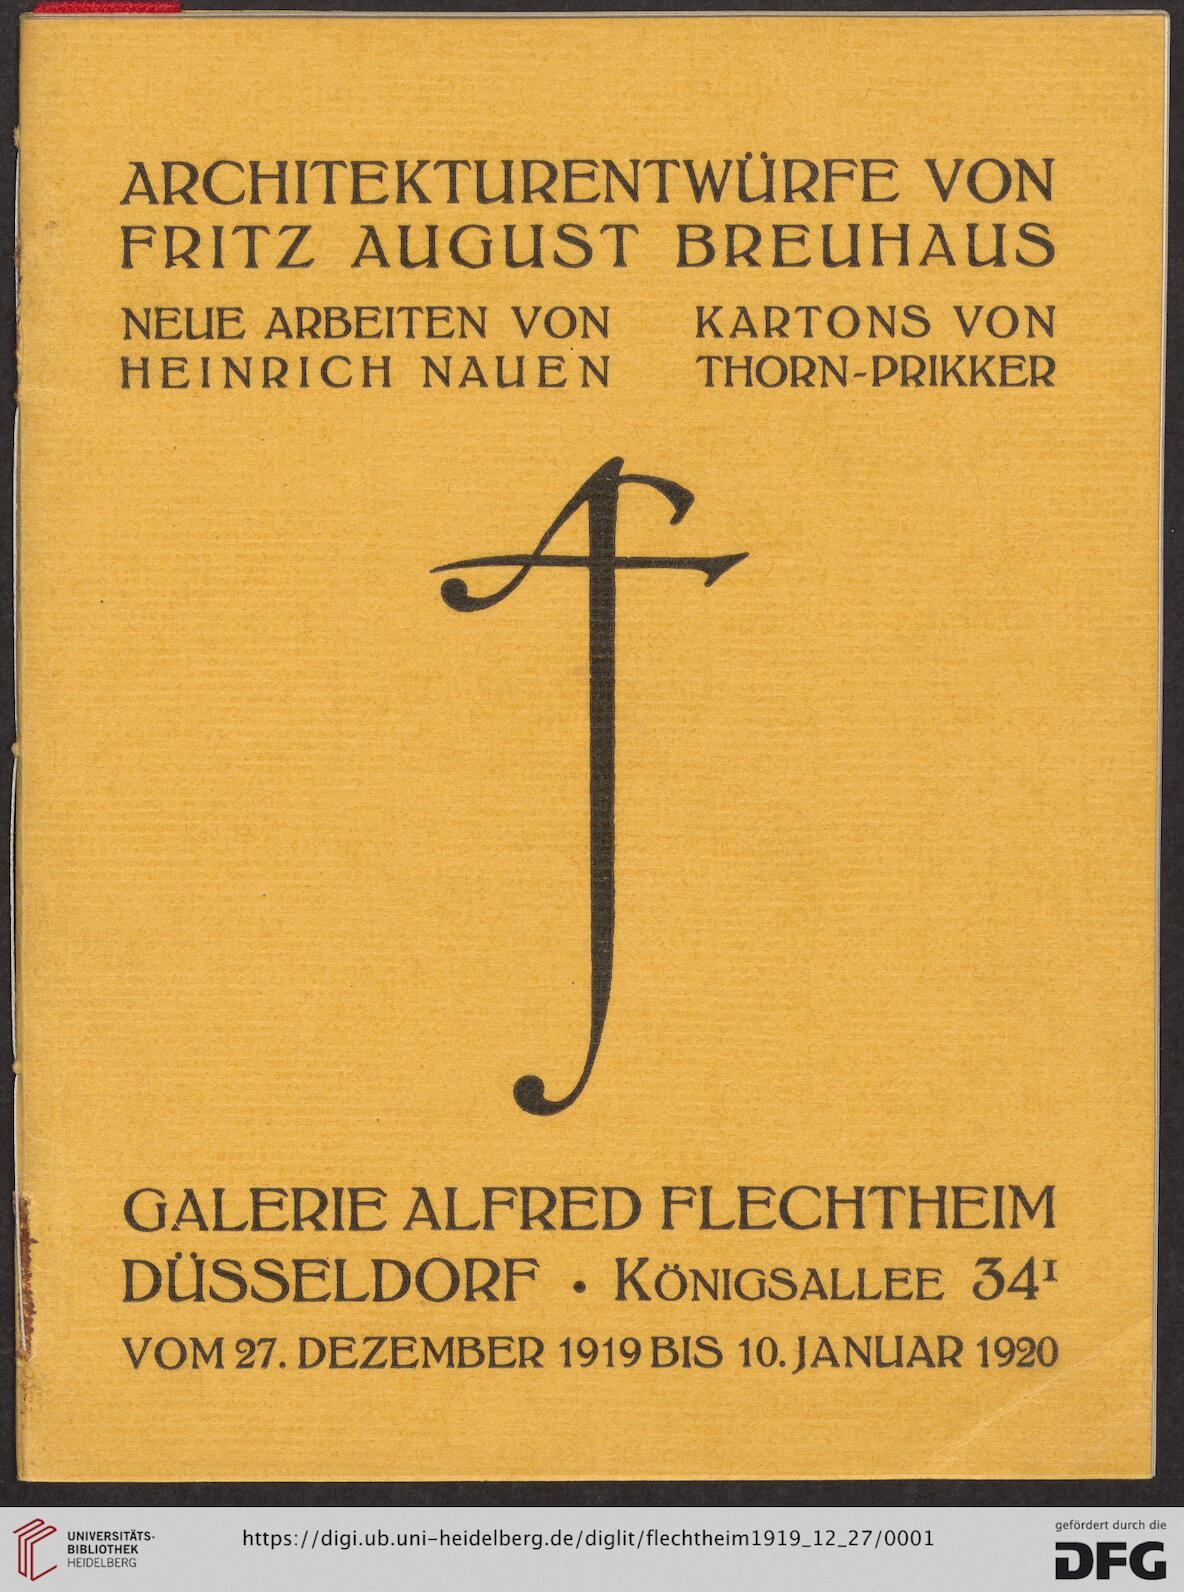 ARCHITEKTURENTWÜRFE VON
FRITZ AUGUST BREUHAUS
NEUE ARBEITEN VON
HEINRICH NAUEN
KARTONS VON
THORN-PRIKKER
AF
GALERIE ALFRED FLECHTHEIM
DÜSSELDORF • KÖNIGSALLEE 34ᴵ
VOM 27. DEZEMBER 1919 BIS 10. JANUAR 1920
UNIVERSITÄTS-
BIBLIOTHEK
HEIDELBERG
https://digi.ub.uni-heidelberg.de/diglit/flechtheim1919_12_27/0001
gefördert durch die
DFG